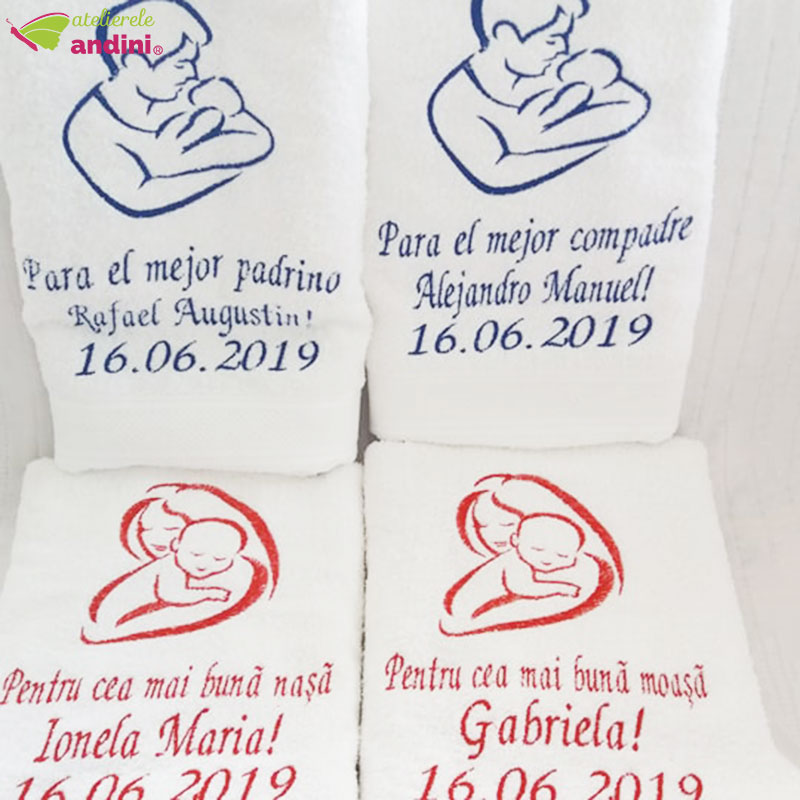 atelierele
andini®
Para el mejor padrino
Rafael Augustin!
16.06.2019
Para el mejor compadre
Alejandro Manuel!
16.06.2019
Pentru cea mai bună nașă
Ionela Maria!
16.06.2019
Pentru cea mai bună moașă
Gabriela!
16.06.2019